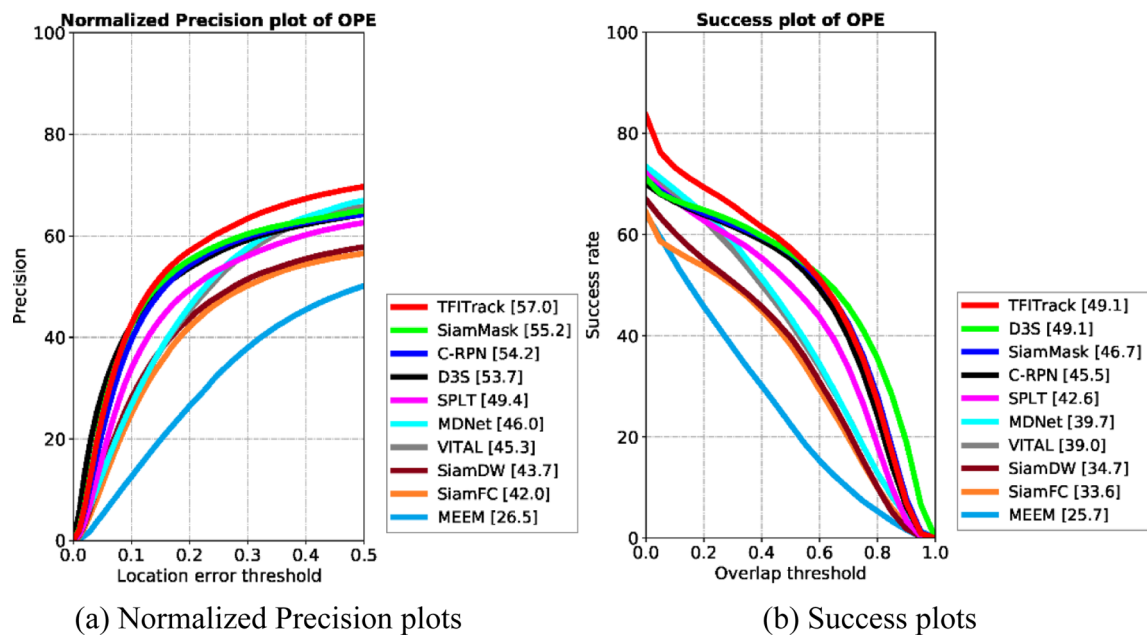 Normalized Precision plot of OPE
100
80
60
40
20
0
Precision
0.0 0.1 0.2 0.3 0.4 0.5
Location error threshold
TFITrack [57.0]
SiamMask [55.2]
C-RPN [54.2]
D3S [53.7]
SPLT [49.4]
MDNet [46.0]
VITAL [45.3]
SiamDW [43.7]
SiamFC [42.0]
MEEM [26.5]
(a) Normalized Precision plots
Success plot of OPE
100
80
60
40
20
0
Success rate
0.0 0.2 0.4 0.6 0.8 1.0
Overlap threshold
TFITrack [49.1]
D3S [49.1]
SiamMask [46.7]
C-RPN [45.5]
SPLT [42.6]
MDNet [39.7]
VITAL [39.0]
SiamDW [34.7]
SiamFC [33.6]
MEEM [25.7]
(b) Success plots